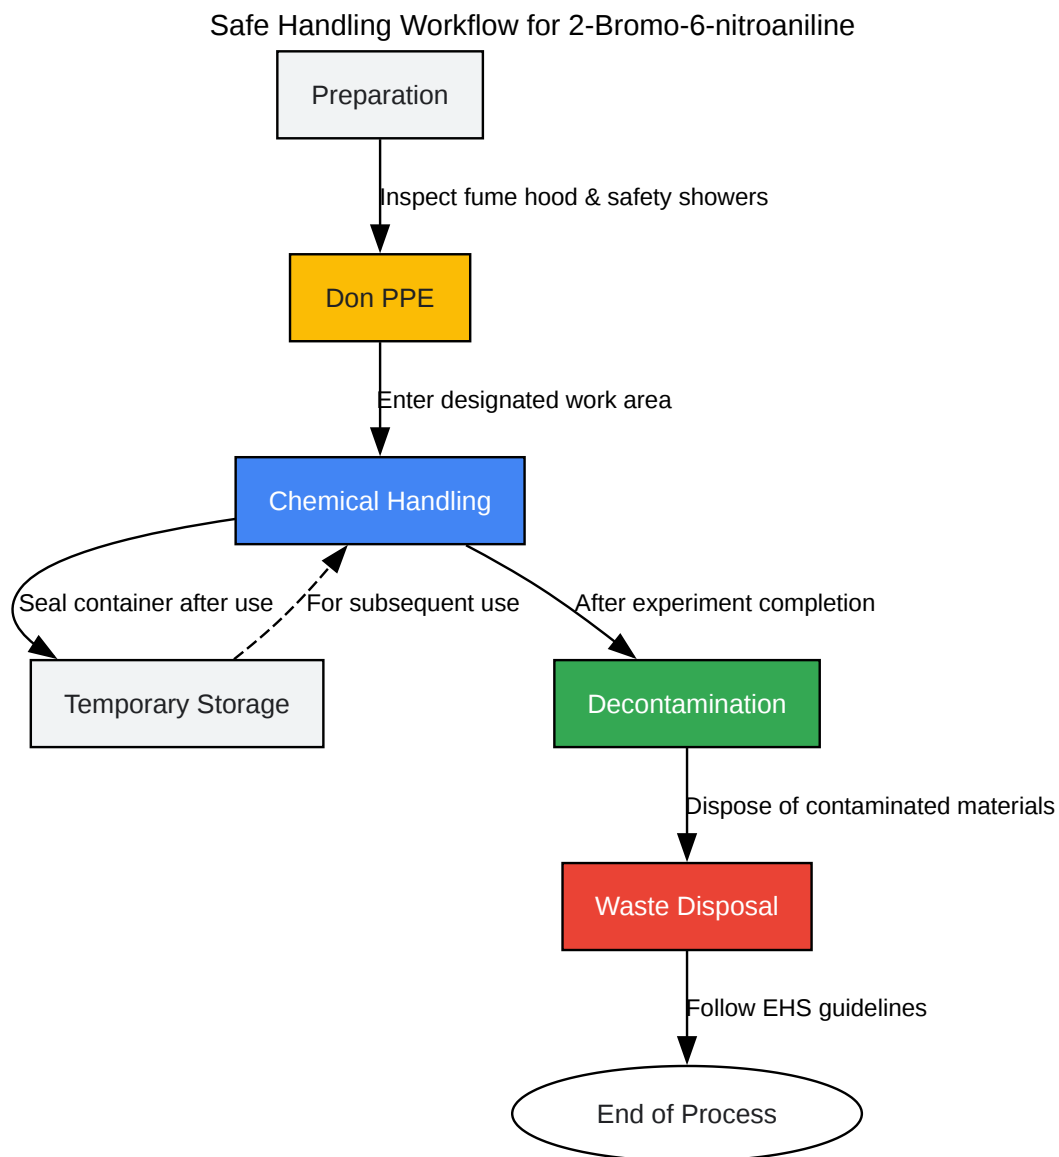 Safe Handling Workflow for 2-Bromo-6-nitroaniline
Preparation
Inspect fume hood & safety showers
Don PPE
Enter designated work area
Chemical Handling
Seal container after use
For subsequent use
After experiment completion
Temporary Storage
Decontamination
Dispose of contaminated materials
Waste Disposal
Follow EHS guidelines
End of Process